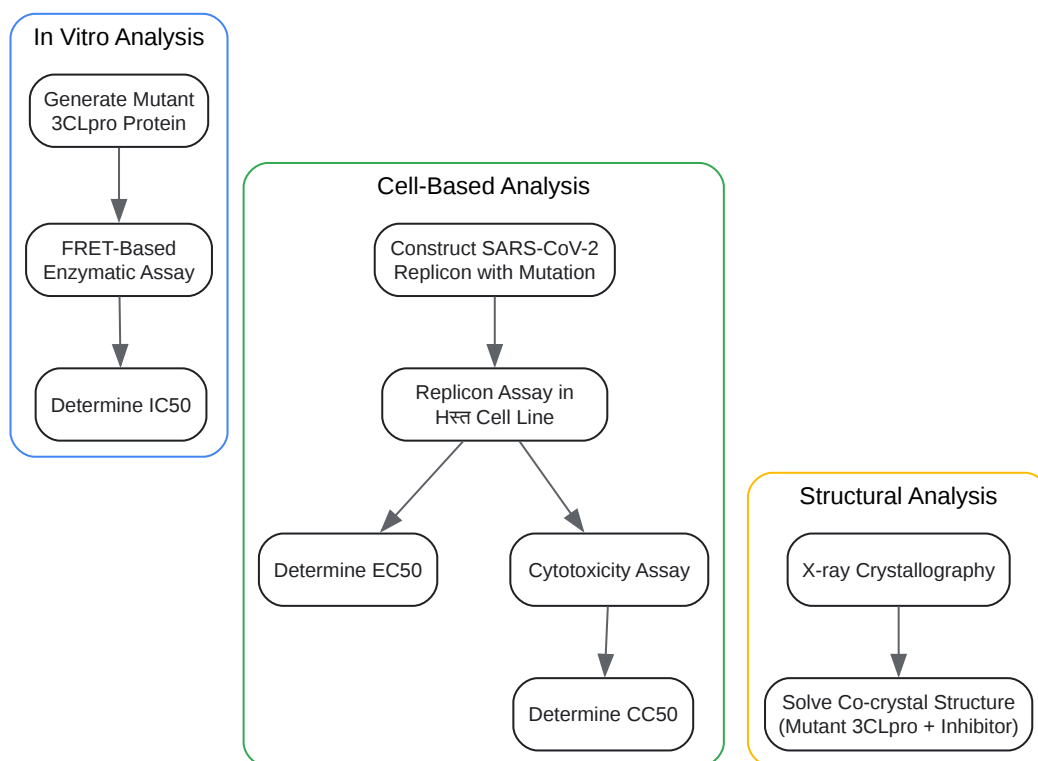 In Vitro Analysis
Generate Mutant
3CLpro Protein
FRET-Based
Enzymatic Assay
Determine IC50
Cell-Based Analysis
Construct SARS-CoV-2
Replicon with Mutation
Replicon Assay in
Hस्त Cell Line
Determine EC50
Cytotoxicity Assay
Determine CC50
Structural Analysis
X-ray Crystallography
Solve Co-crystal Structure
(Mutant 3CLpro + Inhibitor)